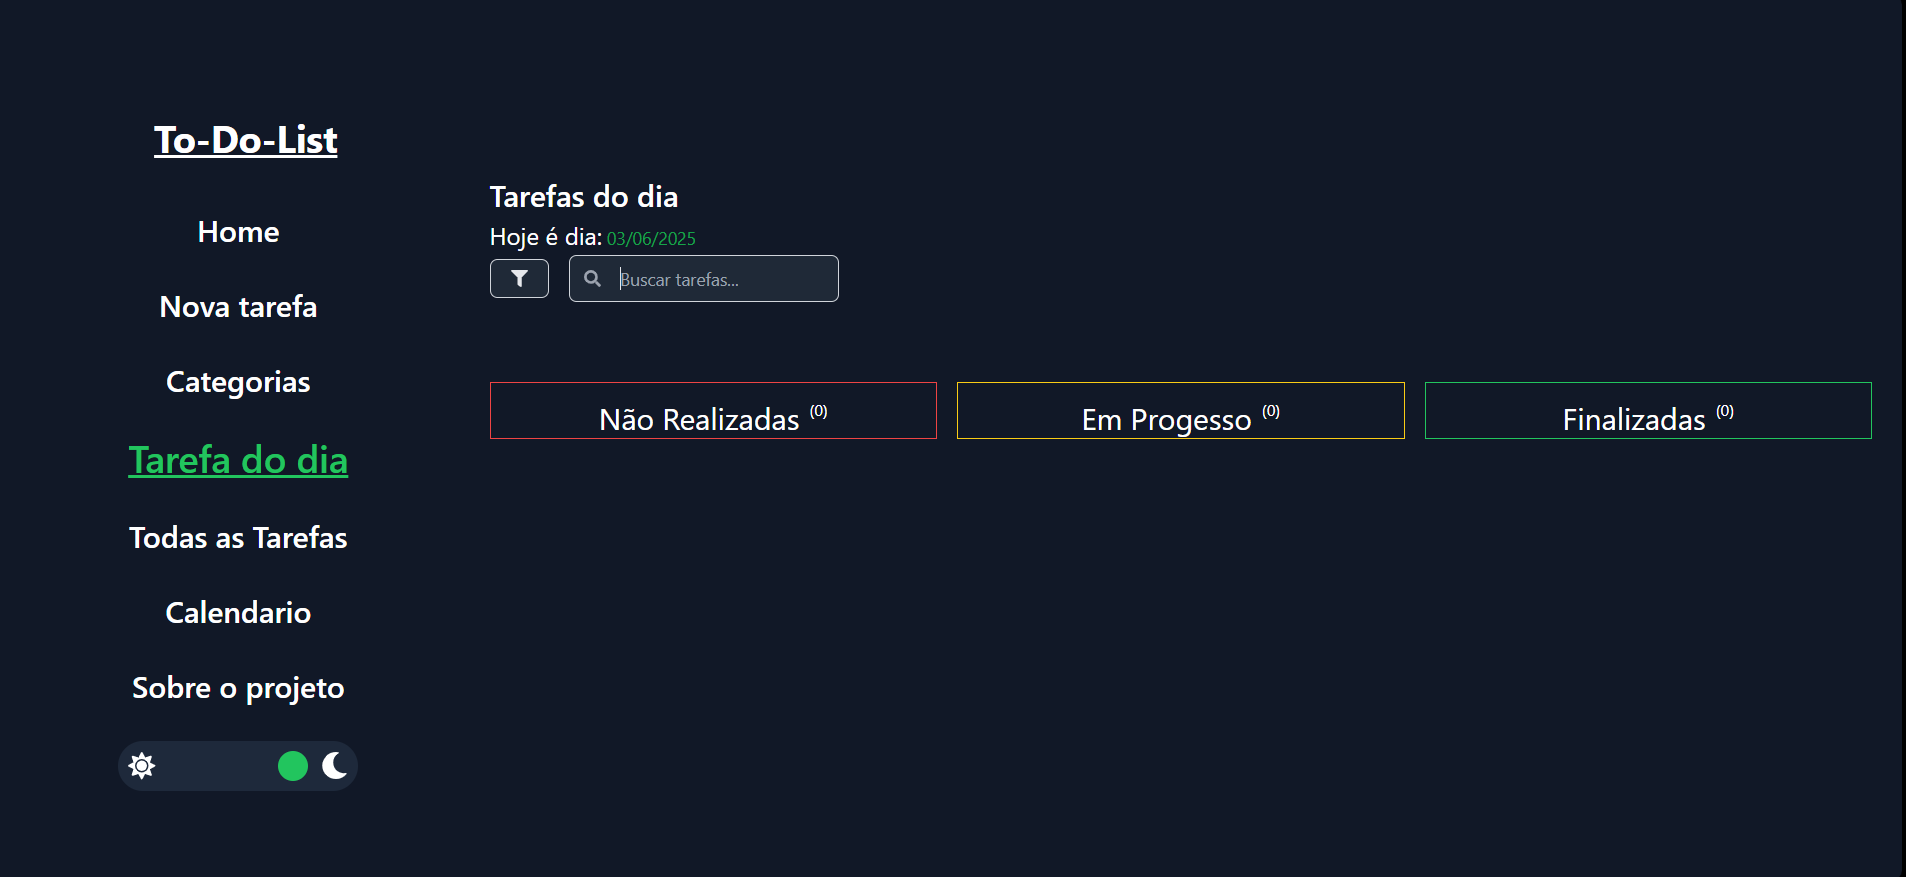 To-Do-List
Home
Nova tarefa
Categorias
Tarefa do dia
Todas as Tarefas
Calendario
Sobre o projeto
Tarefas do dia
Hoje é dia: 03/06/2025
Buscar tarefas...
Não Realizadas (0)
Em Progesso (0)
Finalizadas (0)